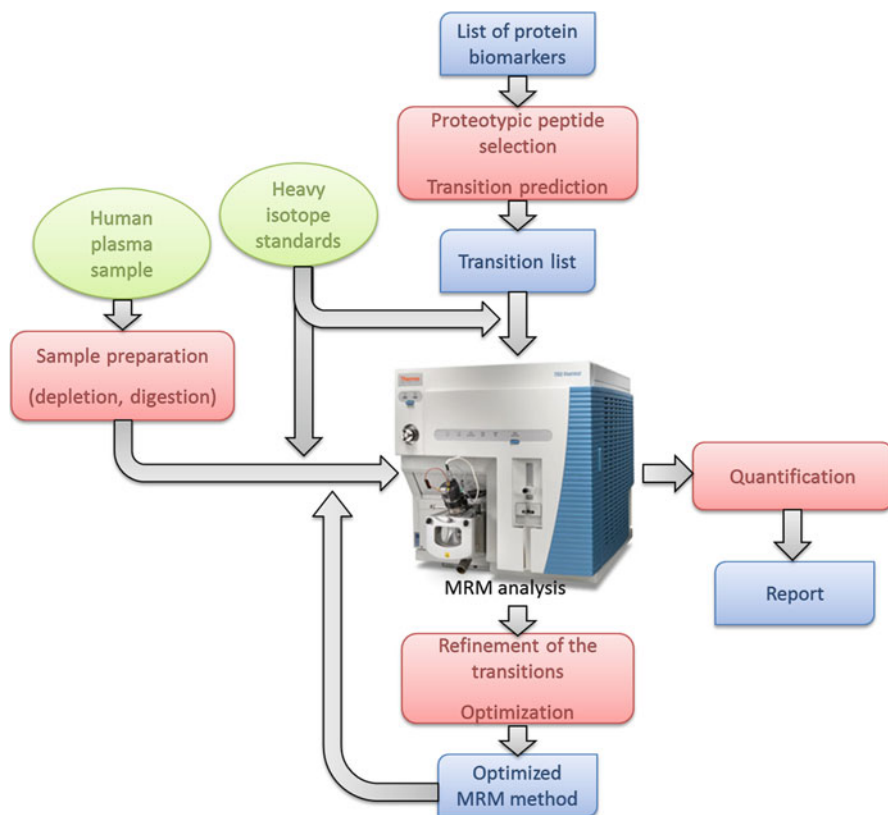 List of protein
biomarkers
Proteotypic peptide
selection
Transition prediction
Heavy
isotope
standards
Human
plasma
sample
Transition list
Sample preparation
(depletion, digestion)
Quantification
MRM analysis
Report
Refinement of the
transitions
Optimization
Optimized
MRM method